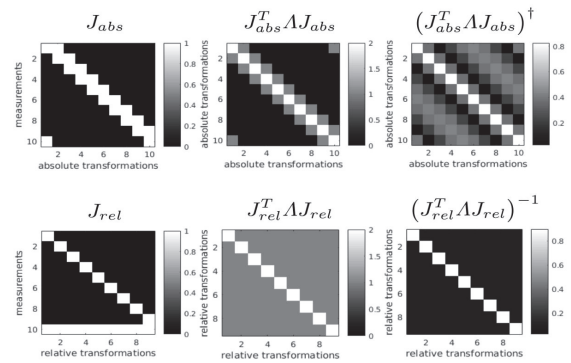 J_abs
J_abs^T Λ J_abs
(J_abs^T Λ J_abs)^†
measurements
2
4
6
8
10
2 4 6 8 10
absolute transformations
1
0.8
0.6
0.4
0.2
0
absolute transformations
2
4
6
8
10
2 4 6 8 10
absolute transformations
2
1.5
1
0.5
0
absolute transformations
2
4
6
8
10
2 4 6 8 10
absolute transformations
0.8
0.6
0.4
0.2
J_rel
J_rel^T Λ J_rel
(J_rel^T Λ J_rel)^-1
measurements
2
4
6
8
10
2 4 6 8
relative transformations
1
0.8
0.6
0.4
0.2
0
relative transformations
2
4
6
8
2 4 6 8
relative transformations
2
1.5
1
0.5
0
relative transformations
2
4
6
8
2 4 6 8
relative transformations
0.8
0.6
0.4
0.2